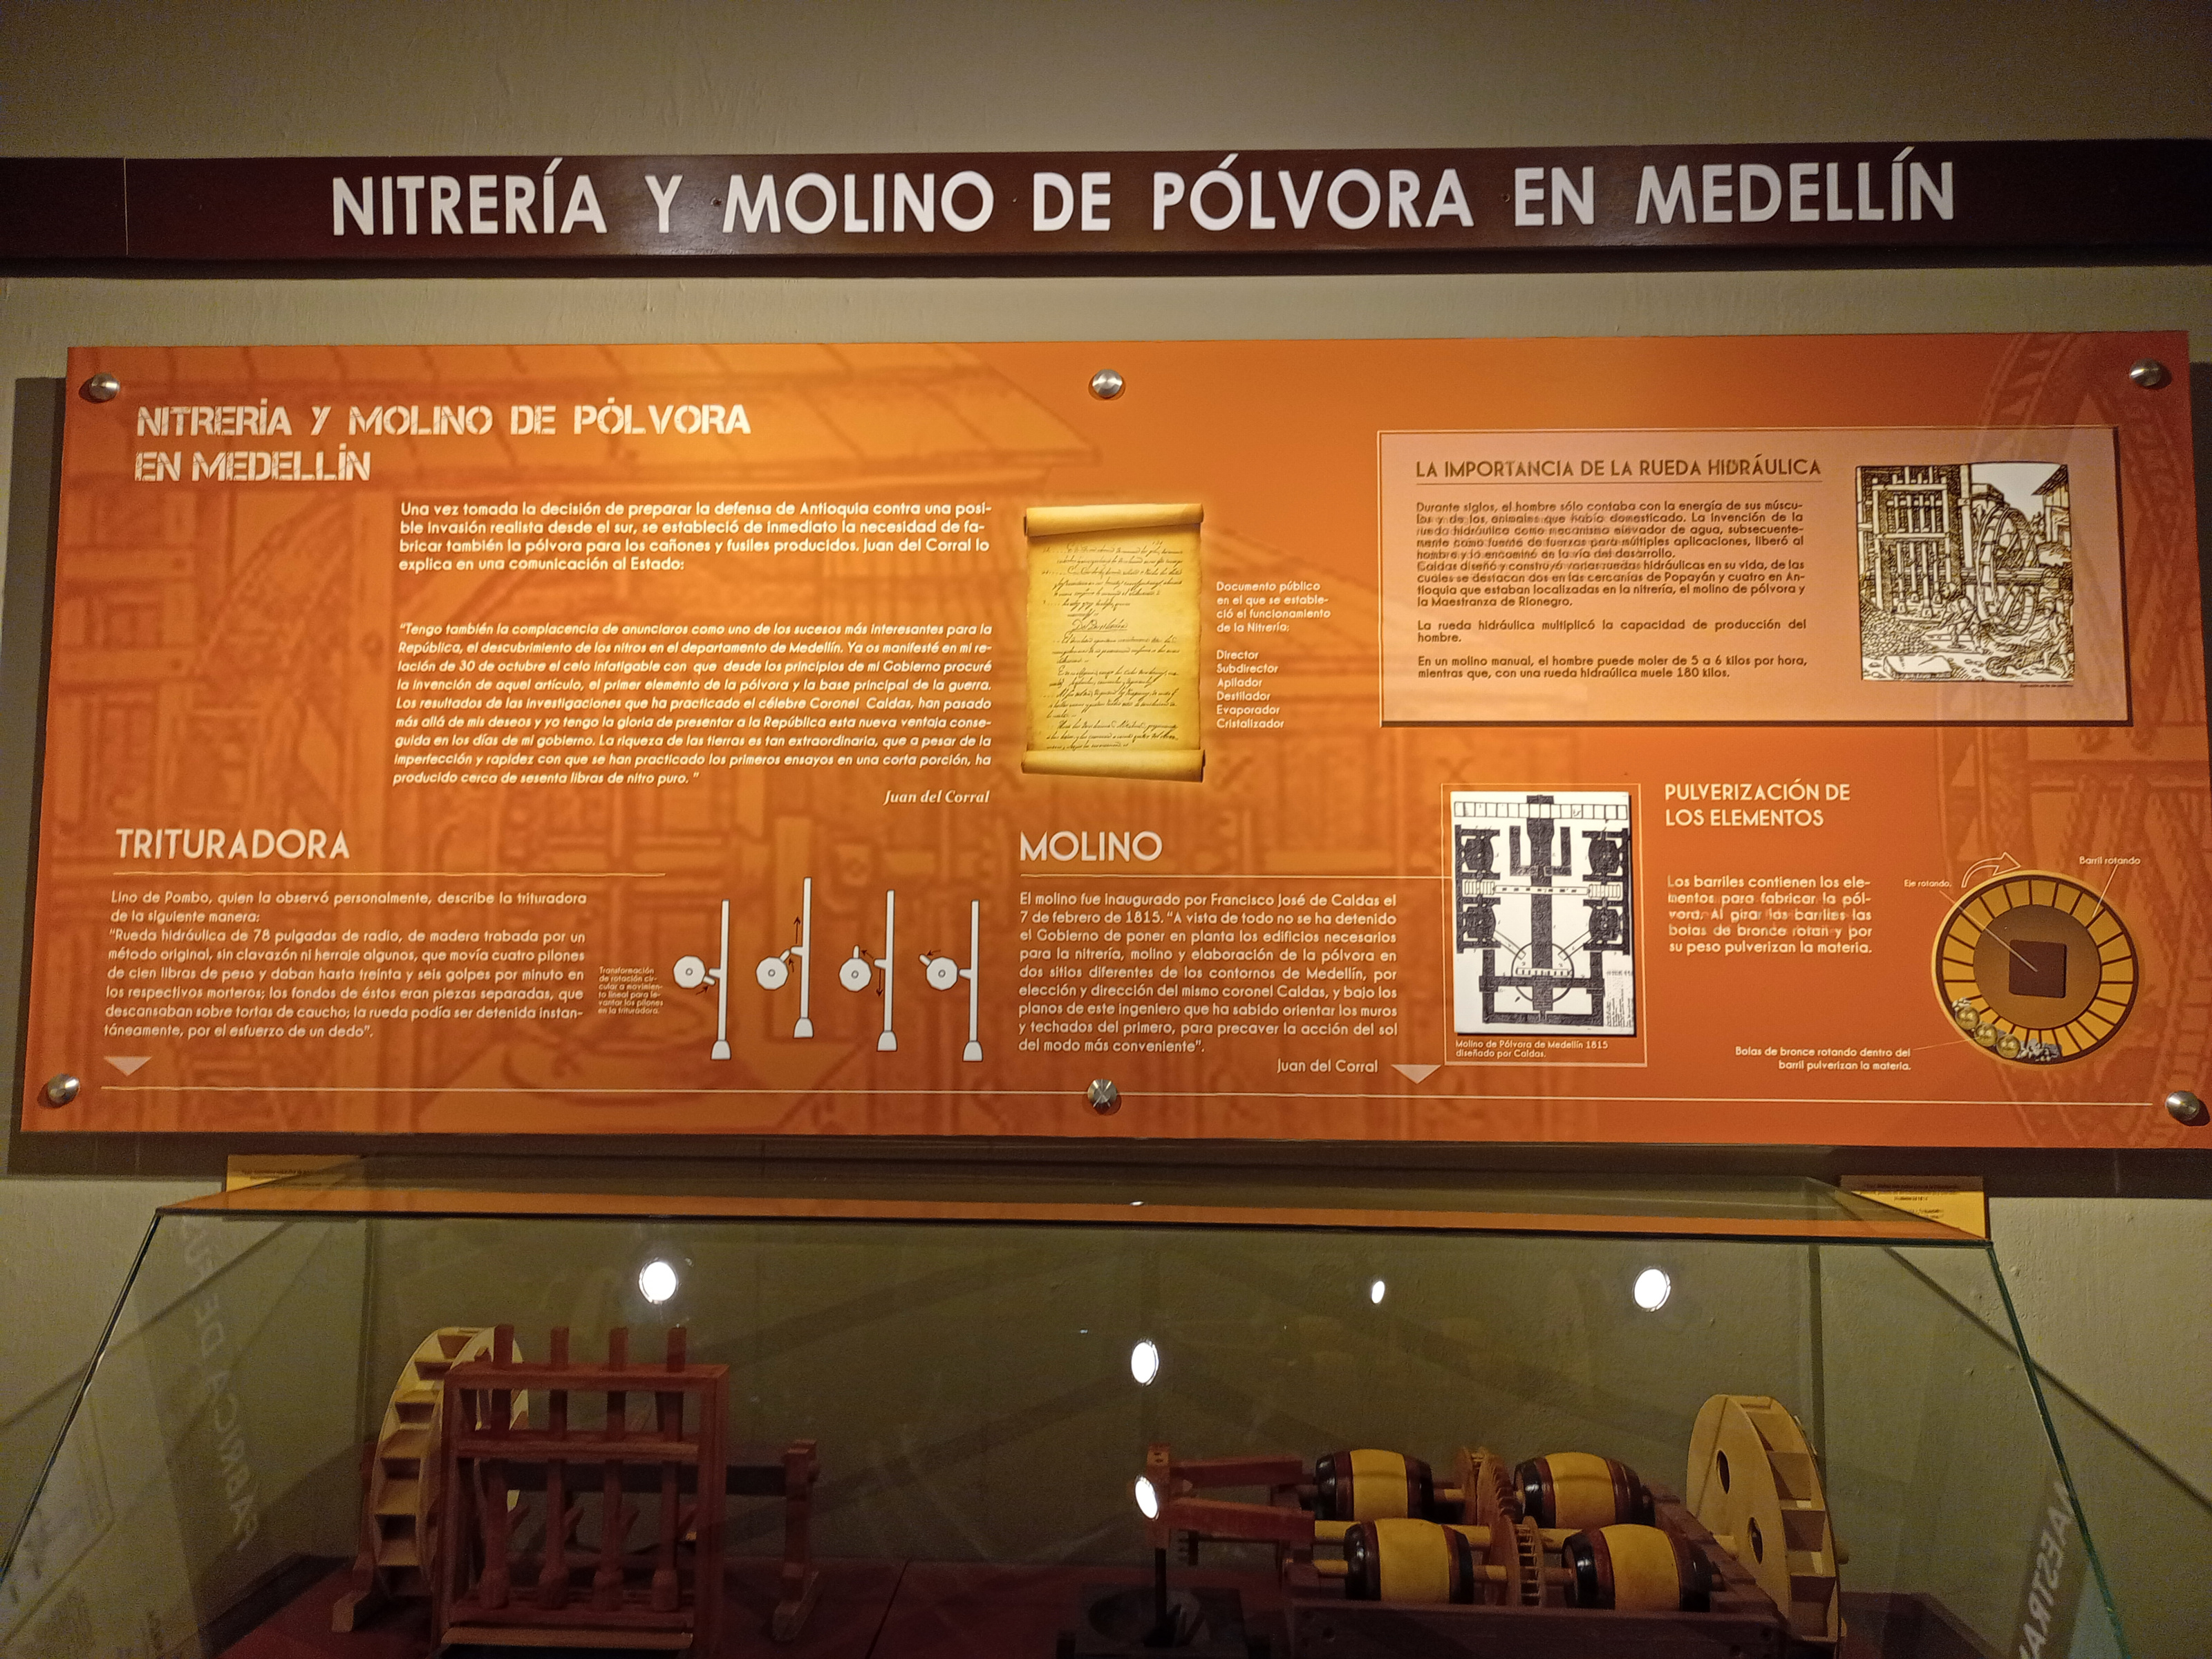 NITRERÍA Y MOLINO DE PÓLVORA EN MEDELLÍN
NITRERÍA Y MOLINO DE PÓLVORA
EN MEDELLÍN
Una vez tomada la decisión de preparar la defensa de Antioquia contra una posi-
ble invasión realista desde el sur, se estableció de inmediato la necesidad de fa-
bricar también la pólvora para los cañones y fusiles producidos. Juan del Corral lo
explica en una comunicación al Estado:
"Tengo también la complacencia de anunciaros como uno de los sucesos más interesantes para la
República, el descubrimiento de los nitros en el departamento de Medellín. Ya os manifesté en mi re-
lación de 30 de octubre el celo infatigable con que desde los principios de mi Gobierno procuré
la invención de aquel artículo, el primer elemento de la pólvora y la base principal de la guerra.
Los resultados de las investigaciones que ha practicado el célebre Coronel Caldas, han pasado
más allá de mis deseos y yo tengo la gloria de presentar a la República esta nueva ventaja conse-
guida en los días de mi gobierno. La riqueza de las tierras es tan extraordinaria, que a pesar de la
imperfección y rapidez con que se han practicado los primeros ensayos en una corta porción, ha
producido cerca de sesenta libras de nitro puro. "
Juan del Corral
Documento público
en el que se estable-
ció el funcionamiento
de la Nitrería:
Director
Subdirector
Apilador
Destilador
Evaporador
Cristalizador
LA IMPORTANCIA DE LA RUEDA HIDRÁULICA
Durante siglos, el hombre sólo contaba con la energía de sus múscu-
los y de los animales que había domesticado. La invención de la
rueda hidráulica como mecanismo elevador de agua, subsecuente-
mente como fuente de fuerzas para múltiples aplicaciones, liberó al
hombre y lo encaminó en la vía del desarrollo.
Caldas diseñó y construyó varias ruedas hidráulicas en su vida, de las
cuales se destacan dos en las cercanías de Popayán y cuatro en An-
tioquia que estaban localizadas en la nitrería, el molino de pólvora y
la Maestranza de Rionegro.
La rueda hidráulica multiplicó la capacidad de producción del
hombre.
En un molino manual, el hombre puede moler de 5 a 6 kilos por hora,
mientras que, con una rueda hidraúlica muele 180 kilos.
TRITURADORA
Lino de Pombo, quien la observó personalmente, describe la trituradora
de la siguiente manera:
"Rueda hidráulica de 78 pulgadas de radio, de madera trabada por un
método original, sin clavazón ni herraje algunos, que movía cuatro pilones
de cien libras de peso y daban hasta treinta y seis golpes por minuto en
los respectivos morteros; los fondos de éstos eran piezas separadas, que
descansaban sobre tortas de caucho; la rueda podía ser detenida instan-
táneamente, por el esfuerzo de un dedo".
Transformación
de rotación cir-
cular a movimien-
to lineal para le-
vantar los pilones
en la trituradora.
MOLINO
El molino fue inaugurado por Francisco José de Caldas el
7 de febrero de 1815. "A vista de todo no se ha detenido
el Gobierno de poner en planta los edificios necesarios
para la nitrería, molino y elaboración de la pólvora en
dos sitios diferentes de los contornos de Medellín, por
elección y dirección del mismo coronel Caldas, y bajo los
planos de este ingeniero que ha sabido orientar los muros
y techados del primero, para precaver la acción del sol
del modo más conveniente".
Juan del Corral
Molino de Pólvora de Medellín 1815
diseñado por Caldas.
PULVERIZACIÓN DE
LOS ELEMENTOS
Los barriles contienen los ele-
mentos para fabricar la pól-
vora. Al girar los barriles las
bolas de bronce rotan y por
su peso pulverizan la materia.
Eje rotando.
Barril rotando
Bolas de bronce rotando dentro del
barril pulverizan la materia.
FABRICA DE FU
MAESTRA